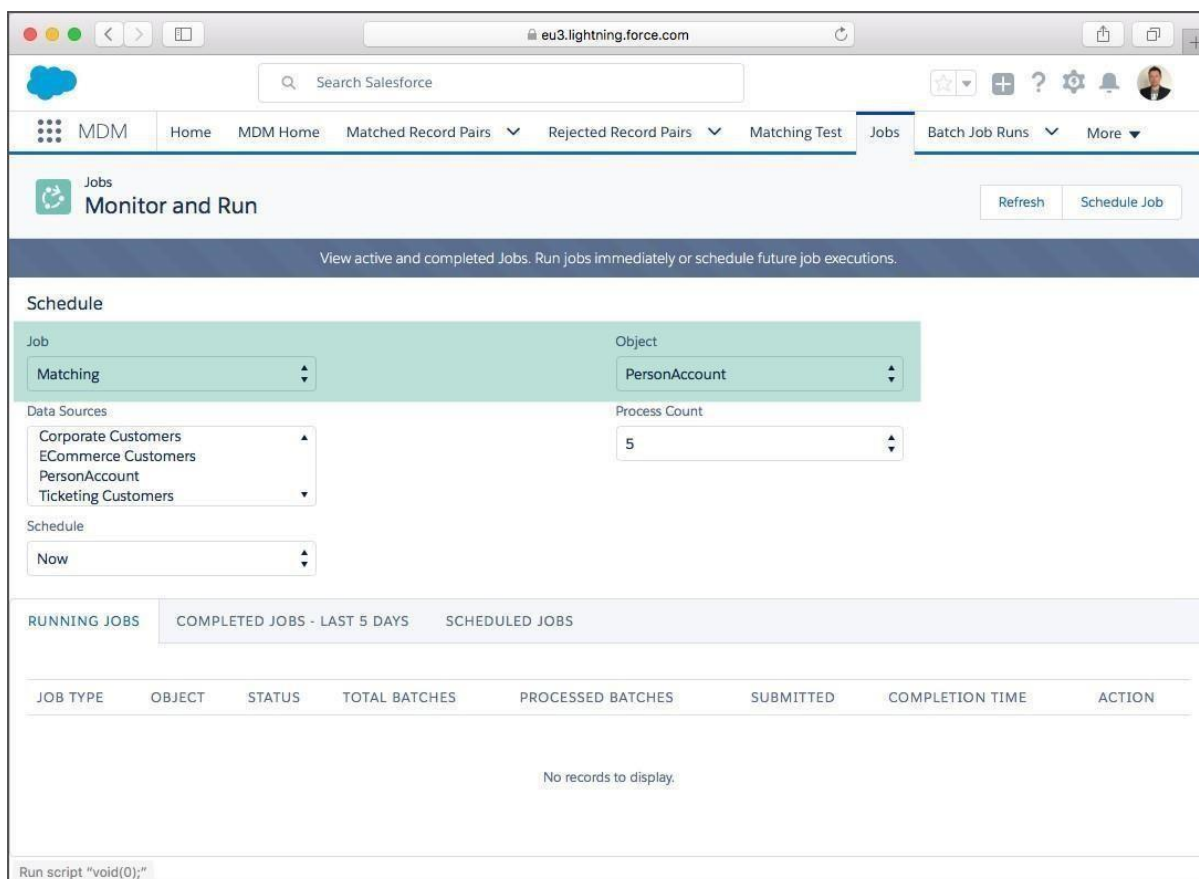 eu3.lightning.force.com
Search Salesforce
MDM Home MDM Home Matched Record Pairs Rejected Record Pairs Matching Test Jobs Batch Job Runs More
Jobs
Monitor and Run
Refresh Schedule Job
View active and completed Jobs. Run jobs immediately or schedule future job executions.
Schedule
Job Object
Matching PersonAccount
Data Sources Process Count
Corporate Customers
5
ECommerce Customers
PersonAccount
Ticketing Customers
Schedule
Now
RUNNING JOBS COMPLETED JOBS - LAST 5 DAYS SCHEDULED JOBS
JOB TYPE OBJECT STATUS TOTAL BATCHES PROCESSED BATCHES SUBMITTED COMPLETION TIME ACTION
No records to display.
Run script "void(0);"